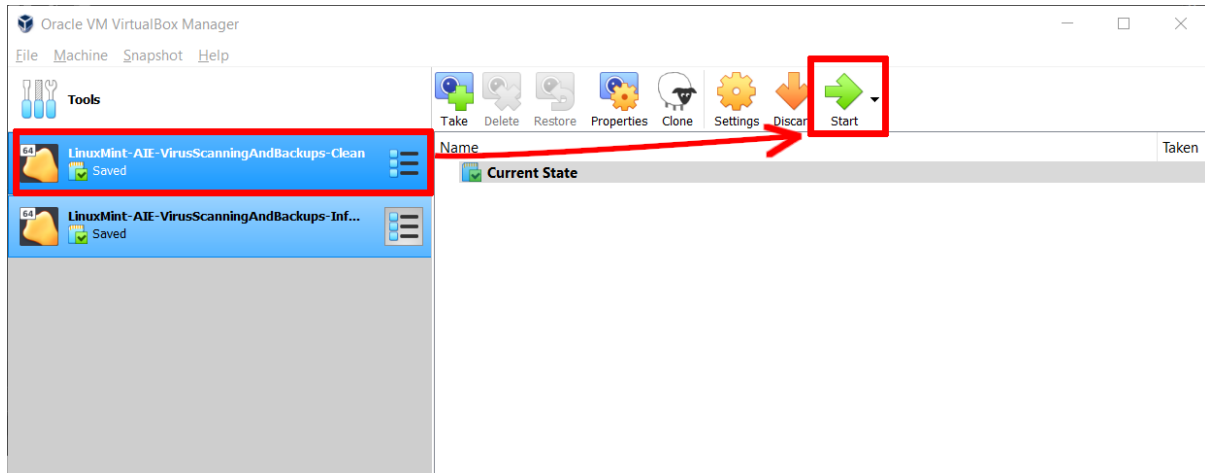 Oracle VM VirtualBox Manager
File Machine Snapshot Help
Tools
Take Delete Restore Properties Clone Settings Discar Start
64 LinuxMint-AIE-VirusScanningAndBackups-Clean
Saved
64 LinuxMint-AIE-VirusScanningAndBackups-Inf...
Saved
Name Taken
Current State